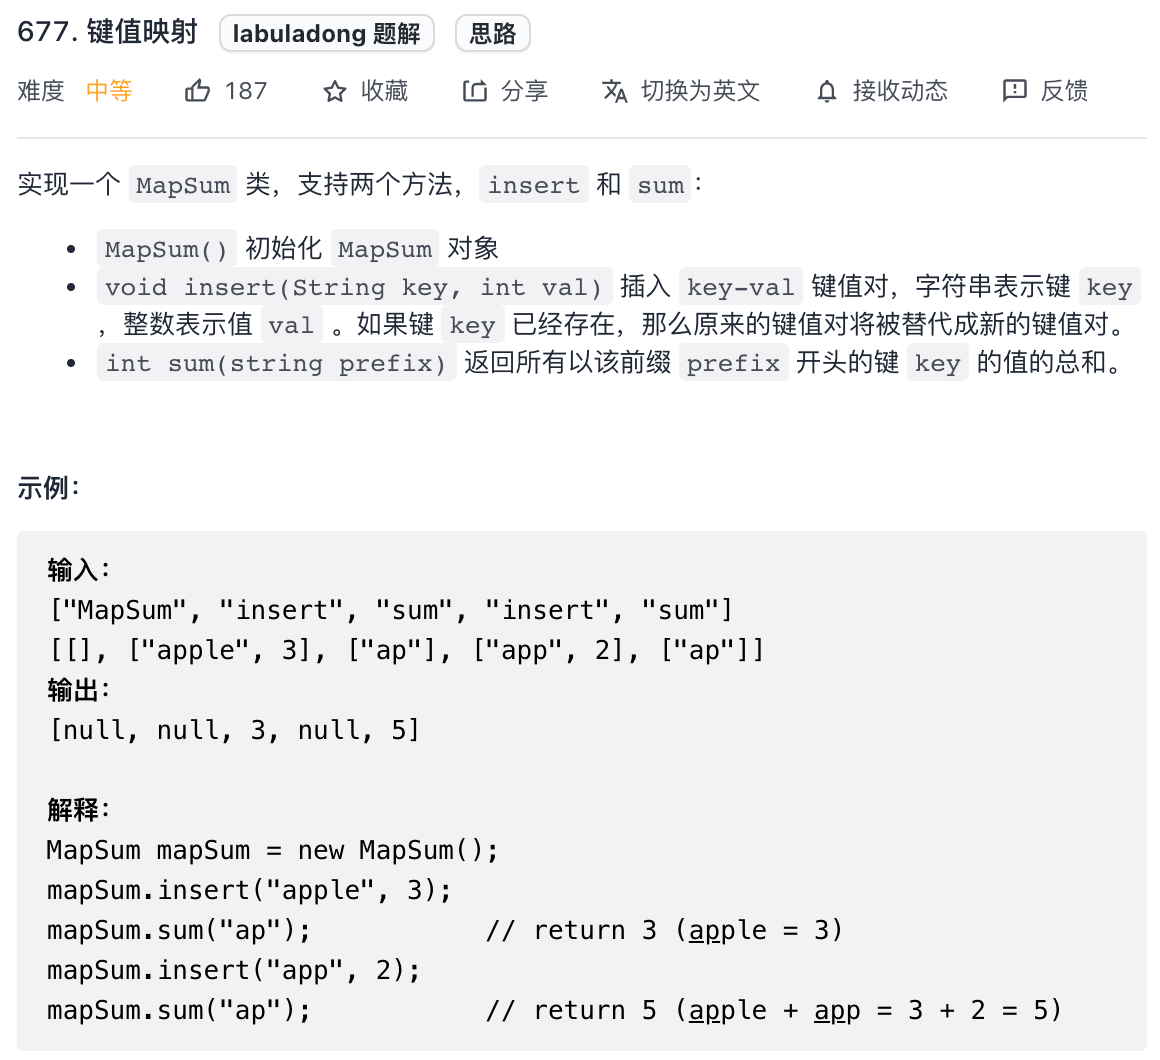 677. 键值映射 labuladong 题解 思路
难度 中等 187 收藏 分享 切换为英文 接收动态 反馈
实现一个 MapSum 类，支持两个方法，insert 和 sum：
• MapSum() 初始化 MapSum 对象
• void insert(String key, int val) 插入 key-val 键值对，字符串表示键 key
，整数表示值 val 。如果键 key 已经存在，那么原来的键值对将被替代成新的键值对。
• int sum(string prefix) 返回所有以该前缀 prefix 开头的键 key 的值的总和。
示例：
输入：
["MapSum", "insert", "sum", "insert", "sum"]
[[], ["apple", 3], ["ap"], ["app", 2], ["ap"]]
输出：
[null, null, 3, null, 5]
解释：
MapSum mapSum = new MapSum();
mapSum.insert("apple", 3);
mapSum.sum("ap");           // return 3 (apple = 3)
mapSum.insert("app", 2);
mapSum.sum("ap");           // return 5 (apple + app = 3 + 2 = 5)